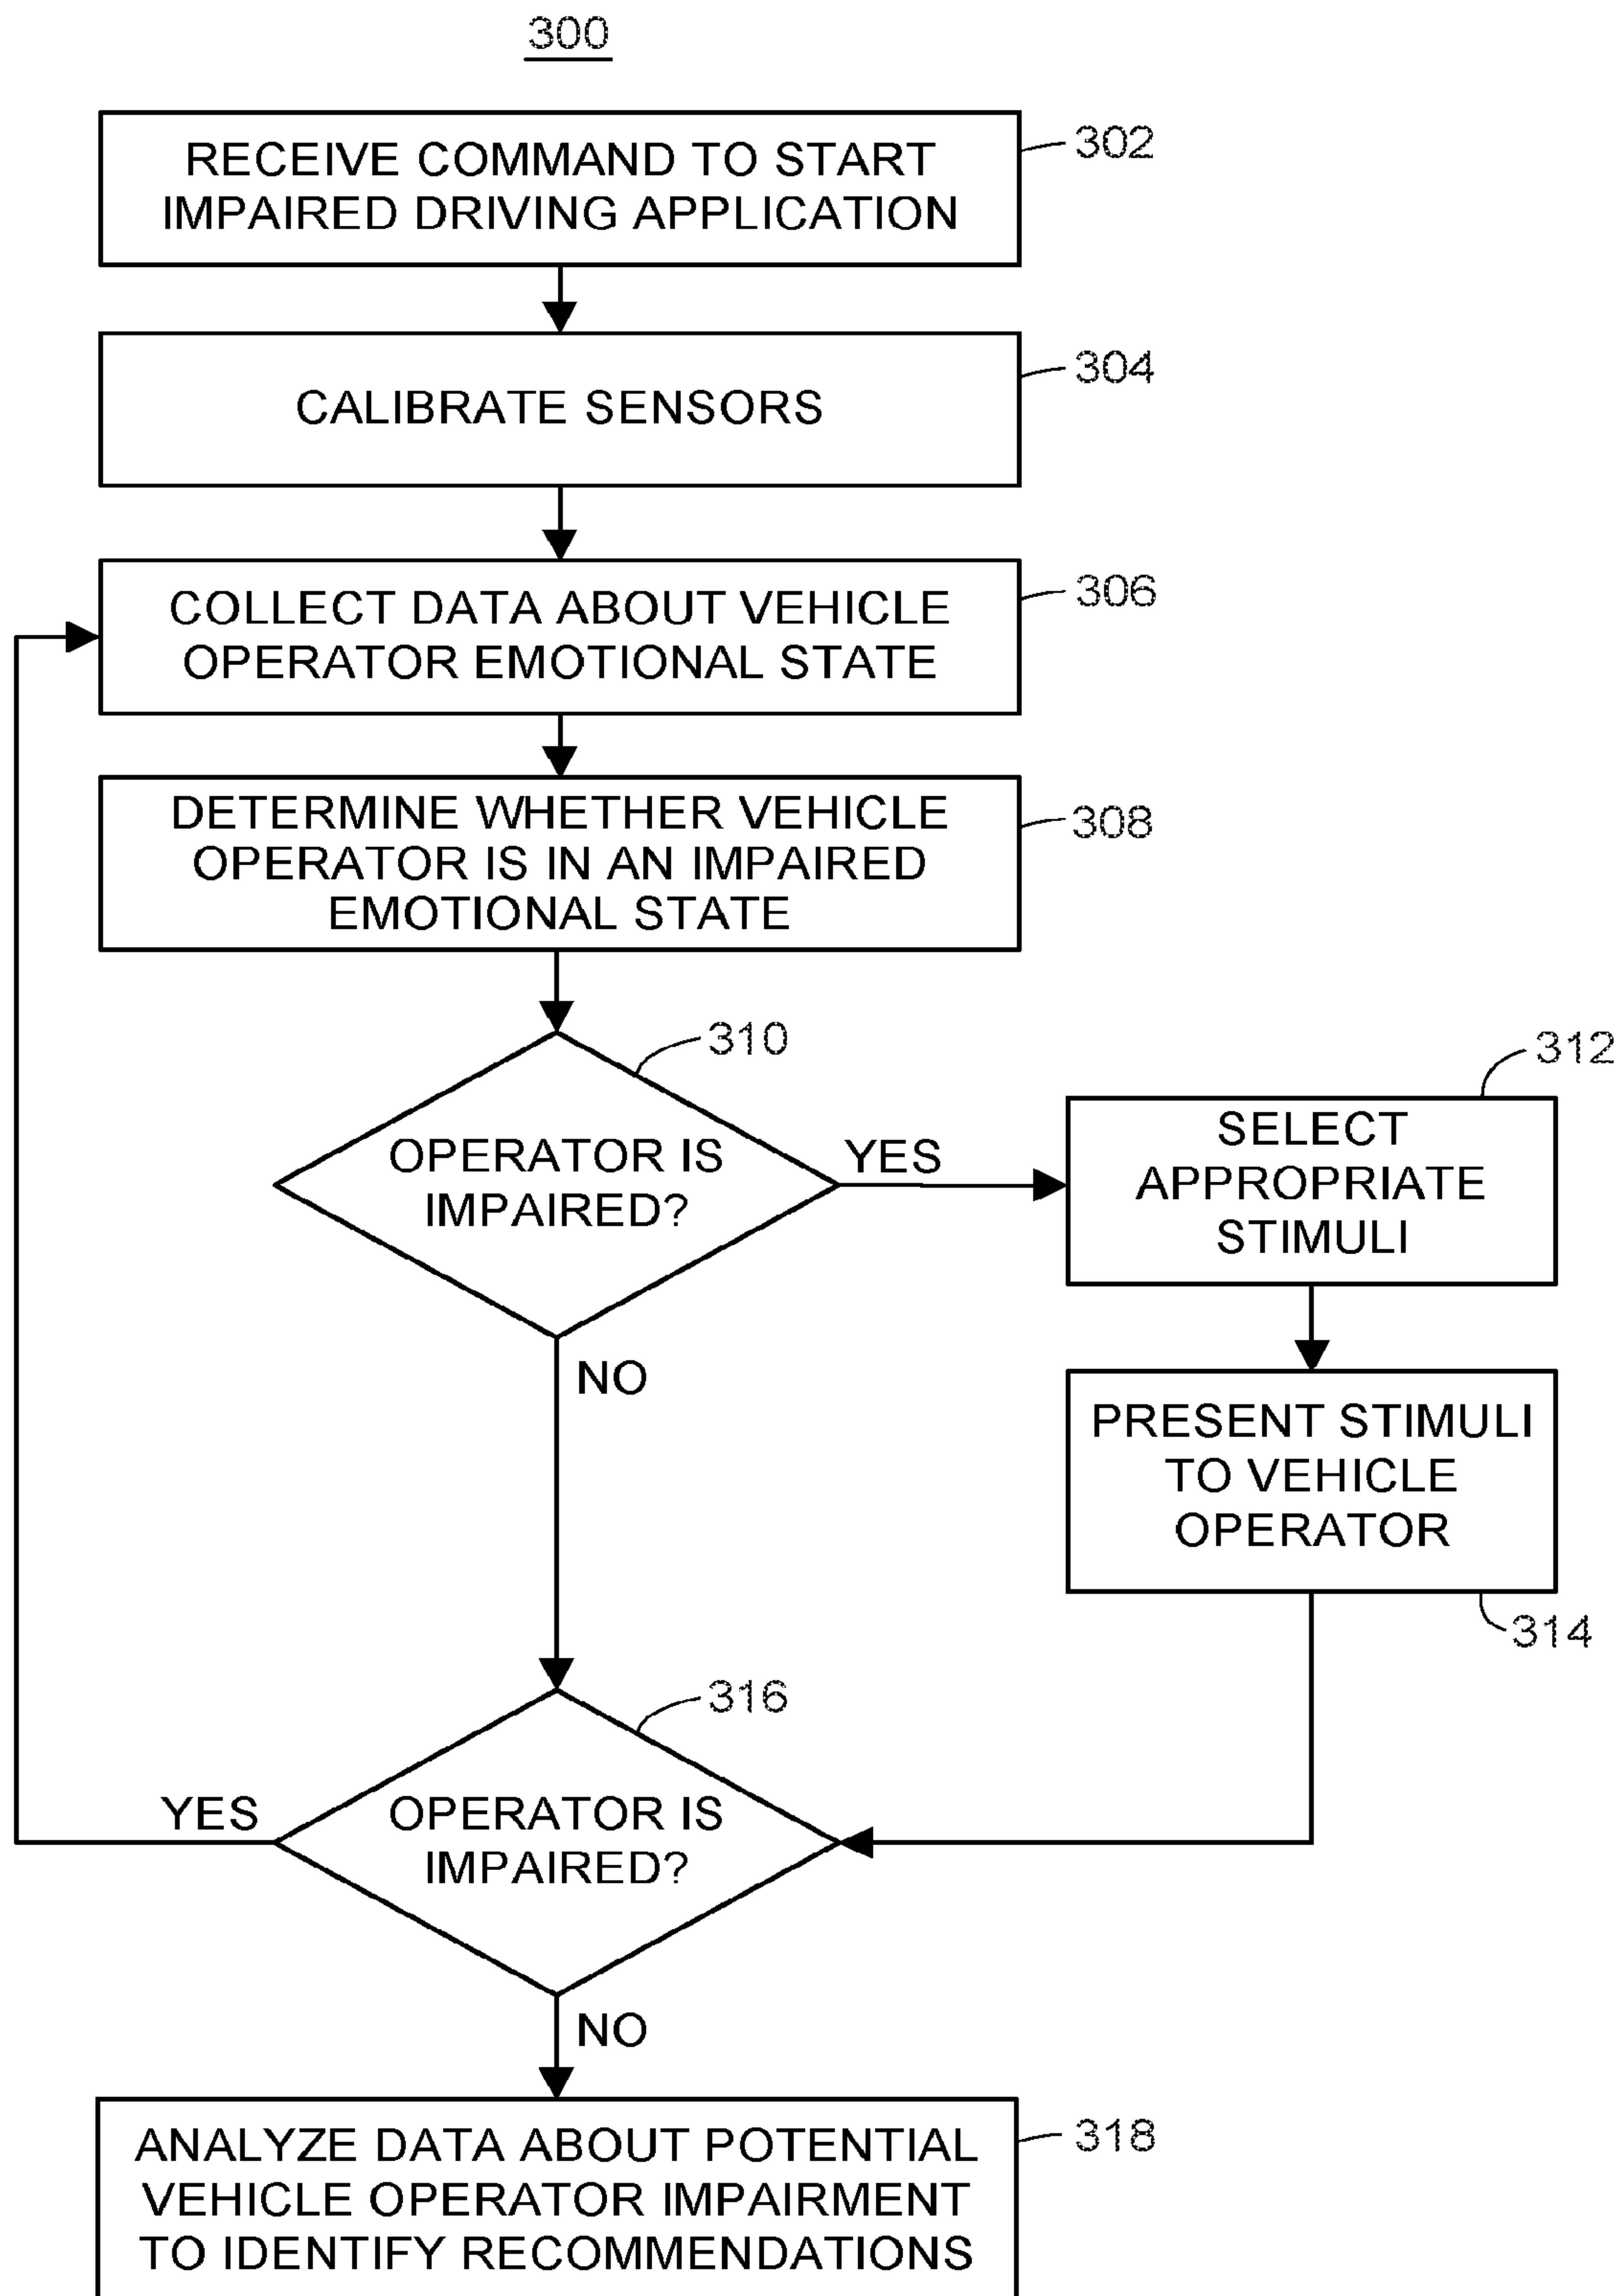 300
RECEIVE COMMAND TO START
IMPAIRED DRIVING APPLICATION
302
CALIBRATE SENSORS
304
COLLECT DATA ABOUT VEHICLE
OPERATOR EMOTIONAL STATE
306
DETERMINE WHETHER VEHICLE
OPERATOR IS IN AN IMPAIRED
EMOTIONAL STATE
308
310
OPERATOR IS
IMPAIRED?
YES
NO
312
SELECT
APPROPRIATE
STIMULI
PRESENT STIMULI
TO VEHICLE
OPERATOR
314
316
OPERATOR IS
IMPAIRED?
YES
NO
ANALYZE DATA ABOUT POTENTIAL
VEHICLE OPERATOR IMPAIRMENT
TO IDENTIFY RECOMMENDATIONS
318